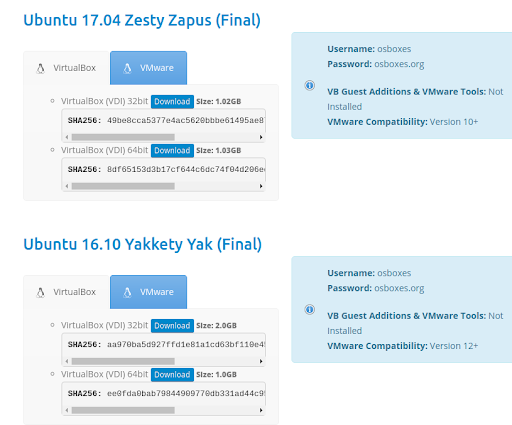 Ubuntu 17.04 Zesty Zapus (Final)
VirtualBox
VMware
VirtualBox (VDI) 32bit Download Size: 1.02GB
SHA256: 49be8cca5377e4ac5620bbbe61495ae8
VirtualBox (VDI) 64bit Download Size: 1.03GB
SHA256: 8df65153d3b17cf644c6dc74f04d206e
Username: osboxes
Password: osboxes.org
VB Guest Additions & VMware Tools: Not
Installed
VMware Compatibility: Version 10+
Ubuntu 16.10 Yakkety Yak (Final)
VirtualBox
VMware
VirtualBox (VDI) 32bit Download Size: 2.0GB
SHA256: aa970ba5d927ffd1e81a1cd63bf110e4
VirtualBox (VDI) 64bit Download Size: 1.0GB
SHA256: ee0fda0bab79844909770db331ad44c9
Username: osboxes
Password: osboxes.org
VB Guest Additions & VMware Tools: Not
Installed
VMware Compatibility: Version 12+